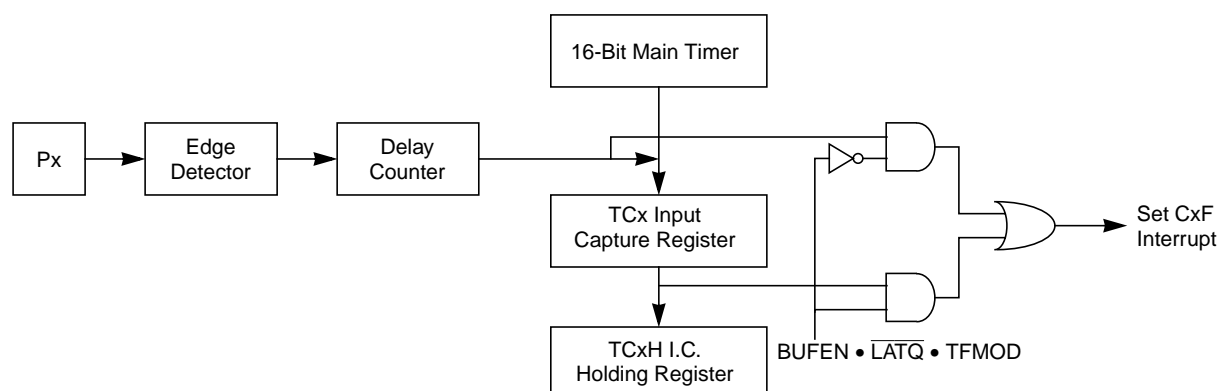 16-Bit Main Timer
Px
Edge
Detector
Delay
Counter
TCx Input
Capture Register
Set CxF
Interrupt
TCxH I.C.
Holding Register
BUFEN • L̅A̅T̅Q̅ • TFMOD